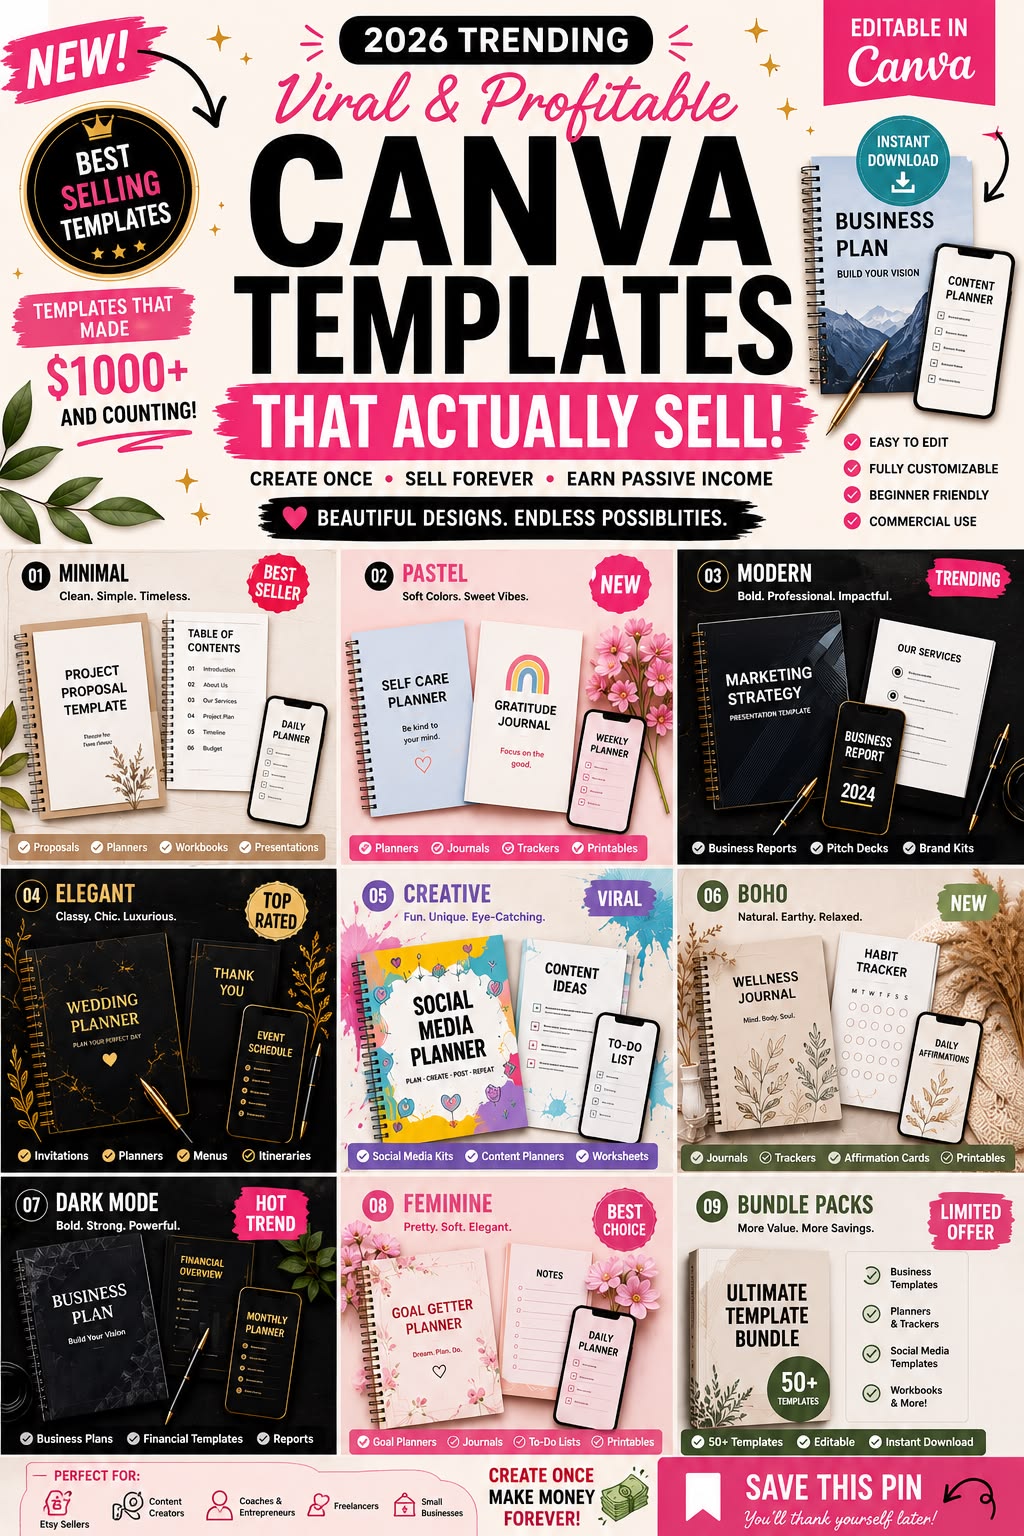 NEW!
2026 TRENDING
Viral & Profitable
CANVA
TEMPLATES
THAT ACTUALLY SELL!
CREATE ONCE • SELL FOREVER • EARN PASSIVE INCOME
BEAUTIFUL DESIGNS. ENDLESS POSSIBLITIES.
EDITABLE IN
Canva
BEST
SELLING
TEMPLATES
TEMPLATES THAT
MADE
$1000+
AND COUNTING!
INSTANT
DOWNLOAD
BUSINESS
PLAN
BUILD YOUR VISION
CONTENT
PLANNER
EASY TO EDIT
FULLY CUSTOMIZABLE
BEGINNER FRIENDLY
COMMERCIAL USE
01 MINIMAL
Clean. Simple. Timeless.
BEST
SELLER
PROJECT
PROPOSAL
TEMPLATE
TABLE OF
CONTENTS
01 Introduction
02 About Us
03 Our Services
04 Project Plan
05 Timeline
06 Budget
DAILY
PLANNER
Proposals Planners Workbooks Presentations
02 PASTEL
Soft Colors. Sweet Vibes.
NEW
SELF CARE
PLANNER
Be kind to
your mind.
GRATITUDE
JOURNAL
Focus on the
good.
WEEKLY
PLANNER
Planners Journals Trackers Printables
03 MODERN
Bold. Professional. Impactful.
TRENDING
MARKETING
STRATEGY
PRESENTATION TEMPLATE
OUR SERVICES
BUSINESS
REPORT
2024
Business Reports Pitch Decks Brand Kits
04 ELEGANT
Classy. Chic. Luxurious.
TOP
RATED
WEDDING
PLANNER
PLAN YOUR PERFECT DAY
THANK
YOU
EVENT
SCHEDULE
Invitations Planners Menus Itineraries
05 CREATIVE
Fun. Unique. Eye-Catching.
VIRAL
SOCIAL
MEDIA
PLANNER
PLAN • CREATE • POST • REPEAT
CONTENT
IDEAS
TO-DO
LIST
Social Media Kits Content Planners Worksheets
06 BOHO
Natural. Earthy. Relaxed.
NEW
WELLNESS
JOURNAL
Mind. Body. Soul.
HABIT
TRACKER
M T W T F S S
DAILY
AFFIRMATIONS
Journals Trackers Affirmation Cards Printables
07 DARK MODE
Bold. Strong. Powerful.
HOT
TREND
BUSINESS
PLAN
Build Your Vision
FINANCIAL
OVERVIEW
MONTHLY
PLANNER
Business Plans Financial Templates Reports
08 FEMININE
Pretty. Soft. Elegant.
BEST
CHOICE
GOAL GETTER
PLANNER
Dream. Plan. Do.
NOTES
DAILY
PLANNER
Goal Planners Journals To-Do Lists Printables
09 BUNDLE PACKS
More Value. More Savings.
LIMITED
OFFER
ULTIMATE
TEMPLATE
BUNDLE
50+
TEMPLATES
Business
Templates
Planners
& Trackers
Social Media
Templates
Workbooks
& More!
50+ Templates Editable Instant Download
PERFECT FOR:
Etsy Sellers
Content
Creators
Coaches &
Entrepreneurs
Freelancers
Small
Businesses
CREATE ONCE
MAKE MONEY
FOREVER!
SAVE THIS PIN
You'll thank yourself later!